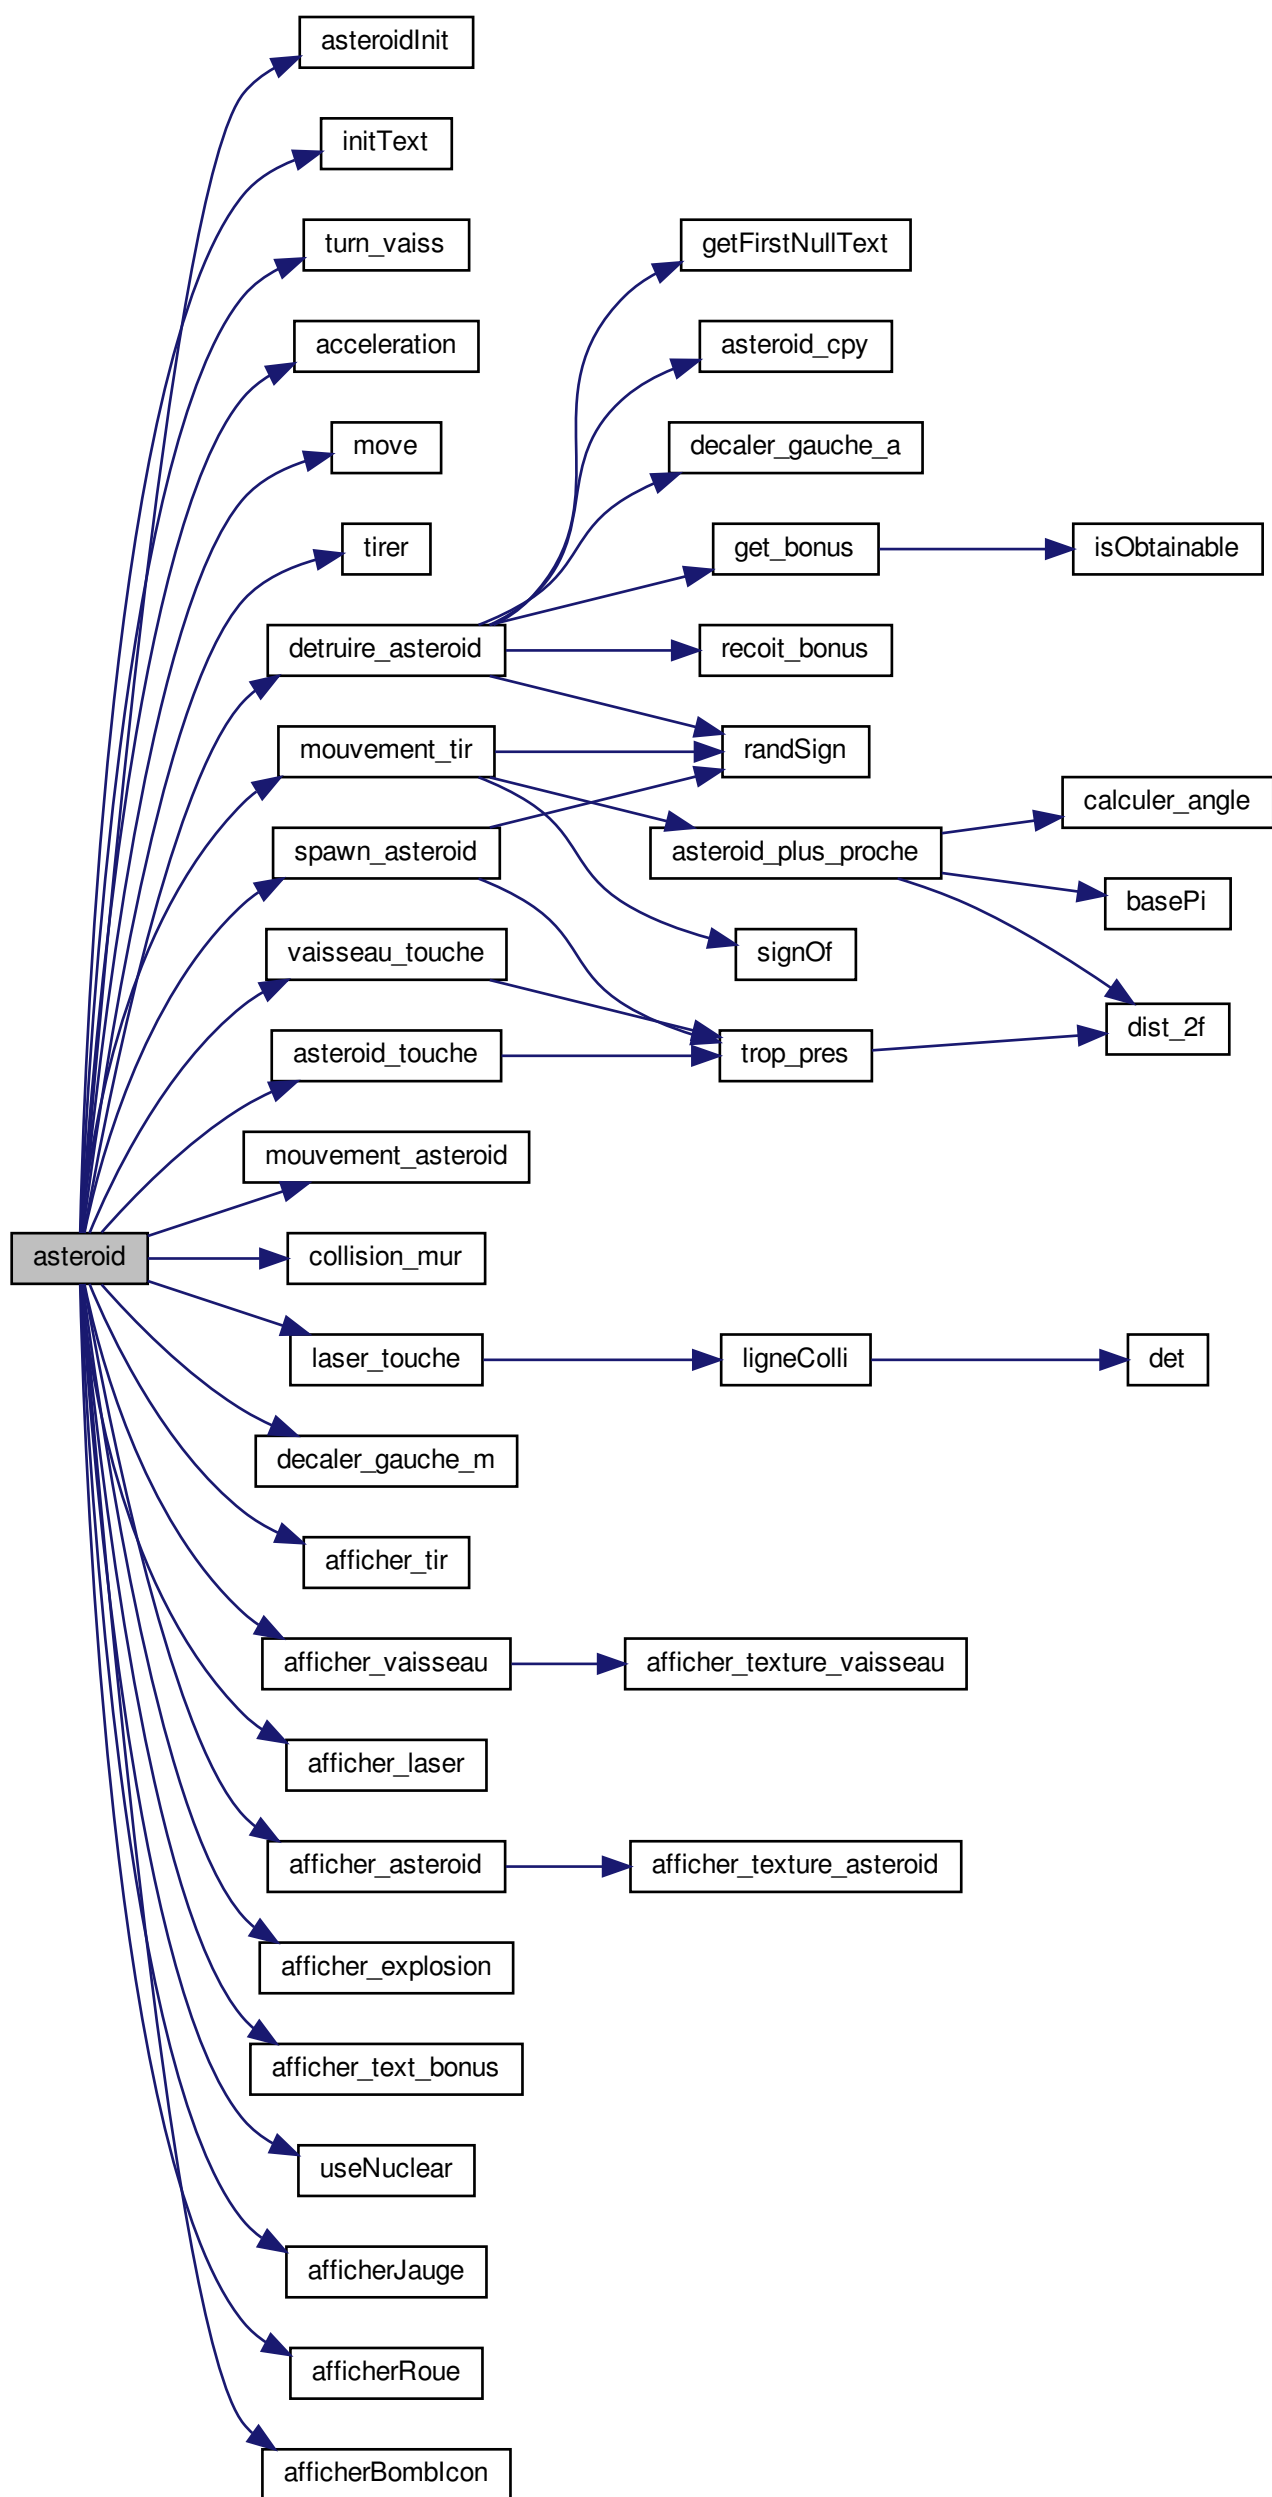 asteroidInit
initText
turn_vaiss
getFirstNullText
acceleration
asteroid_cpy
move
decaler_gauche_a
tirer
get_bonus
isObtainable
detruire_asteroid
recoit_bonus
mouvement_tir
randSign
calculer_angle
spawn_asteroid
asteroid_plus_proche
basePi
vaisseau_touche
signOf
dist_2f
asteroid_touche
trop_pres
mouvement_asteroid
asteroid
collision_mur
laser_touche
ligneColli
det
decaler_gauche_m
afficher_tir
afficher_vaisseau
afficher_texture_vaisseau
afficher_laser
afficher_asteroid
afficher_texture_asteroid
afficher_explosion
afficher_text_bonus
useNuclear
afficherJauge
afficherRoue
afficherBombIcon